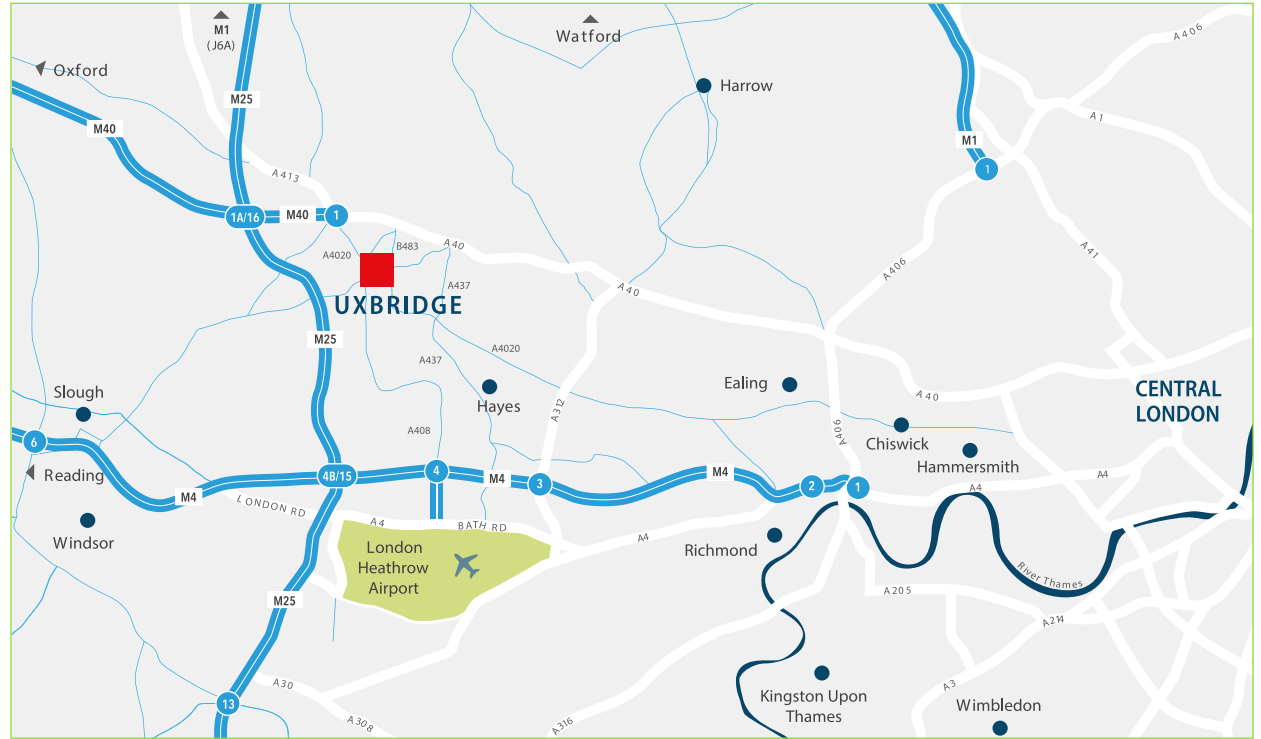 M1
(J6A)
Watford
A406
Oxford
Harrow
M25
A1
M40
M1
1
A413
1A/16
M40
1
A40
B483
A4020
A41
A406
A437
A40
UXBRIDGE
M25
A4020
A437
Ealing
CENTRAL
LONDON
Slough
Hayes
A312
A40
A408
A406
Chiswick
6
Hammersmith
Reading
4B/15
4
M4
3
M4
2
1
A4
A4
M4
LONDON RD
A4
BATH RD
Windsor
A4
Richmond
London
Heathrow
Airport
River Thames
A205
M25
A214
A30
A3
13
Kingston Upon
Thames
Wimbledon
A308
A316